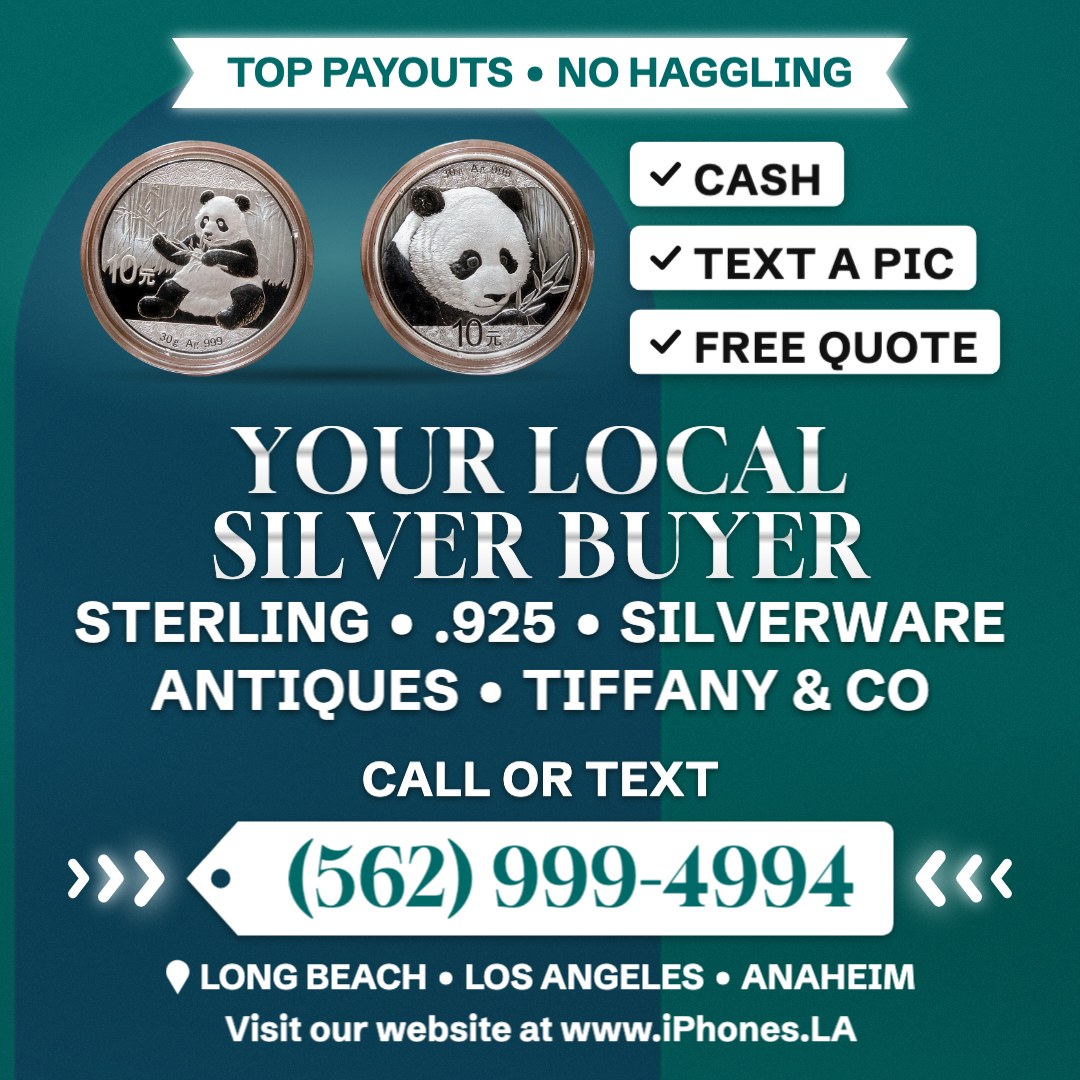 TOP PAYOUTS • NO HAGGLING
10元
30g Ag 999
30g Ag 999
10元
✓ CASH
✓ TEXT A PIC
✓ FREE QUOTE
YOUR LOCAL
SILVER BUYER
STERLING • .925 • SILVERWARE
ANTIQUES • TIFFANY & CO
CALL OR TEXT
(562) 999-4994
LONG BEACH • LOS ANGELES • ANAHEIM
Visit our website at www.iPhones.LA